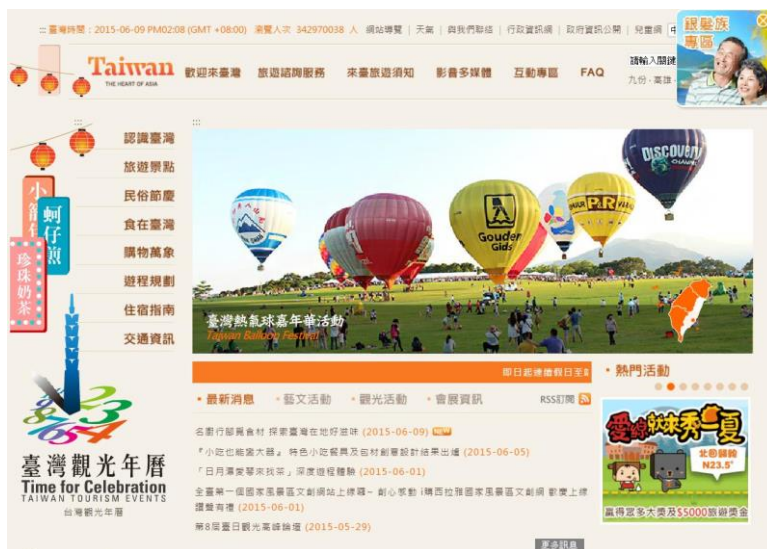 臺灣時間：2015-06-09 PM02:08 (GMT +08:00) 瀏覽人次 342970038 人 網站導覽 | 天氣 | 與我們聯絡 | 行政資訊網 | 政府資訊公開 | 兒童網
銀髮族
專區
Taiwan
THE HEART OF ASIA
歡迎來臺灣 旅遊諮詢服務 來臺旅遊須知 影音多媒體 互動專區 FAQ
請輸入關鍵
九份 · 高雄
認識臺灣
旅遊景點
民俗節慶
食在臺灣
購物萬象
遊程規劃
住宿指南
交通資訊
小籠包
蚵仔煎
珍珠奶茶
DISCOVERY
CHANNEL
Gouden
Gids
P&R
臺灣熱氣球嘉年華活動
Taiwan Balloon Festival
即日起連續假日至
• 熱門活動
• 最新消息 • 藝文活動 • 觀光活動 • 會展資訊 RSS訂閱
名廚行腳覓食材 探索臺灣在地好滋味 (2015-06-09) NEW
『小吃也能變大器』 特色小吃餐具及包材創意設計結果出爐 (2015-06-05)
「日月潭愛琴來找茶」深度遊程體驗 (2015-06-01)
全臺第一個國家風景區文創網站上線囉~ 創心感動 i購西拉雅國家風景區文創網 歡慶上線
讚聲有禮 (2015-06-01)
第8屆臺日觀光高峰論壇 (2015-05-29)
更多訊息
臺灣觀光年曆
Time for Celebration
TAIWAN TOURISM EVENTS
台灣觀光年曆
愛線就來秀一夏
北回歸線
N23.5°
贏得眾多大獎及$5000旅遊獎金